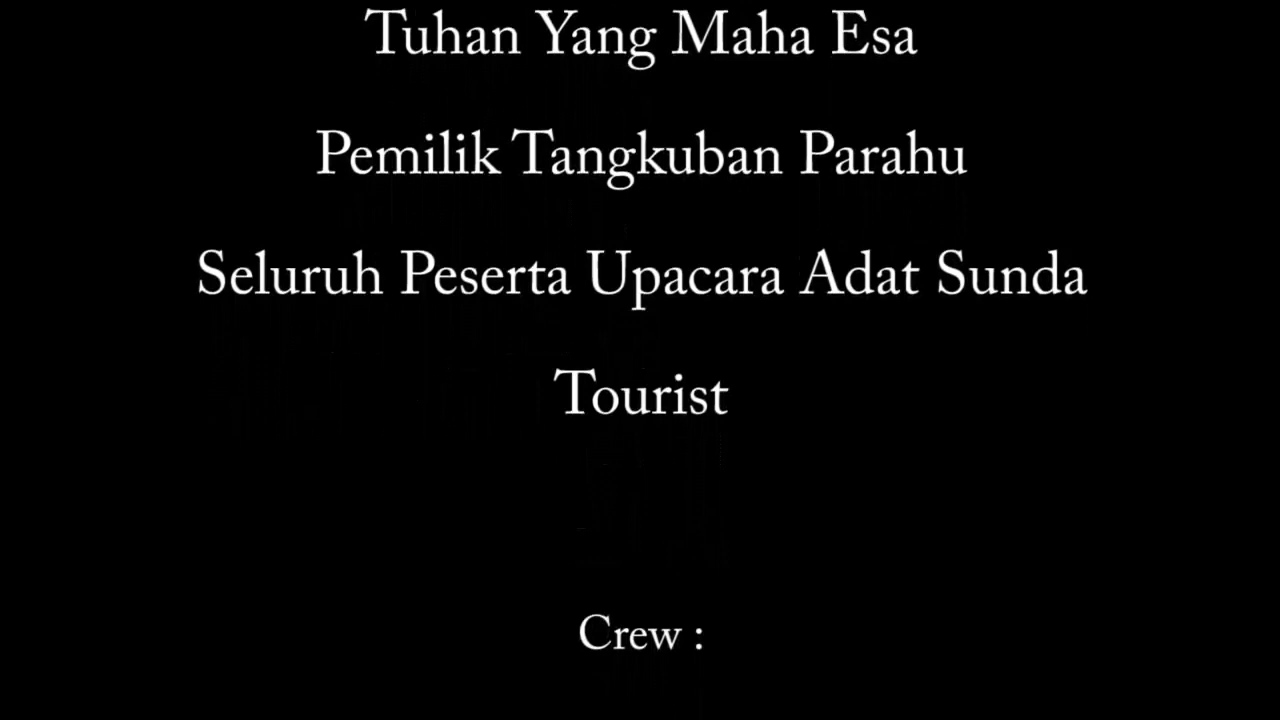 Tuhan Yang Maha Esa
Pemilik Tangkuban Parahu
Seluruh Peserta Upacara Adat Sunda
Tourist
Crew :